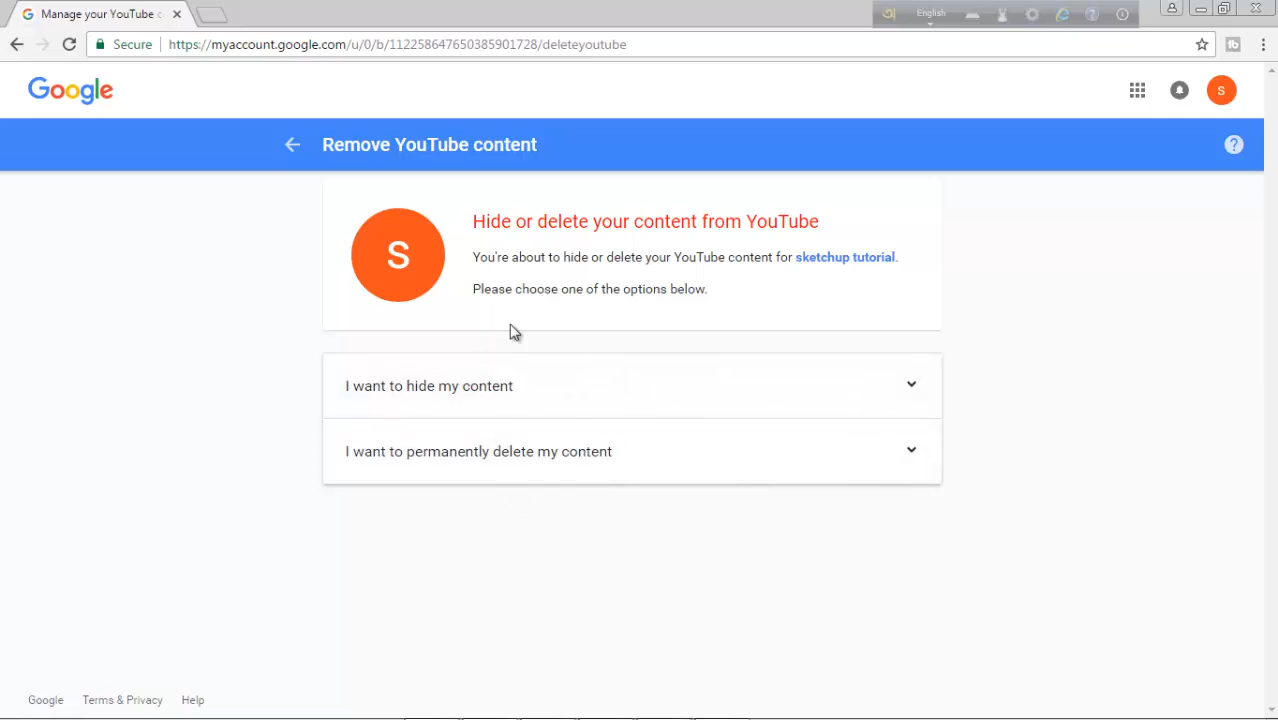 Manage your YouTube c
English
Secure
https://myaccount.google.com/u/0/b/112258647650385901728/deleteyoutube
Google
S
Remove YouTube content
?
S
Hide or delete your content from YouTube
You're about to hide or delete your YouTube content for sketchup tutorial.
Please choose one of the options below.
I want to hide my content
I want to permanently delete my content
Google Terms & Privacy Help